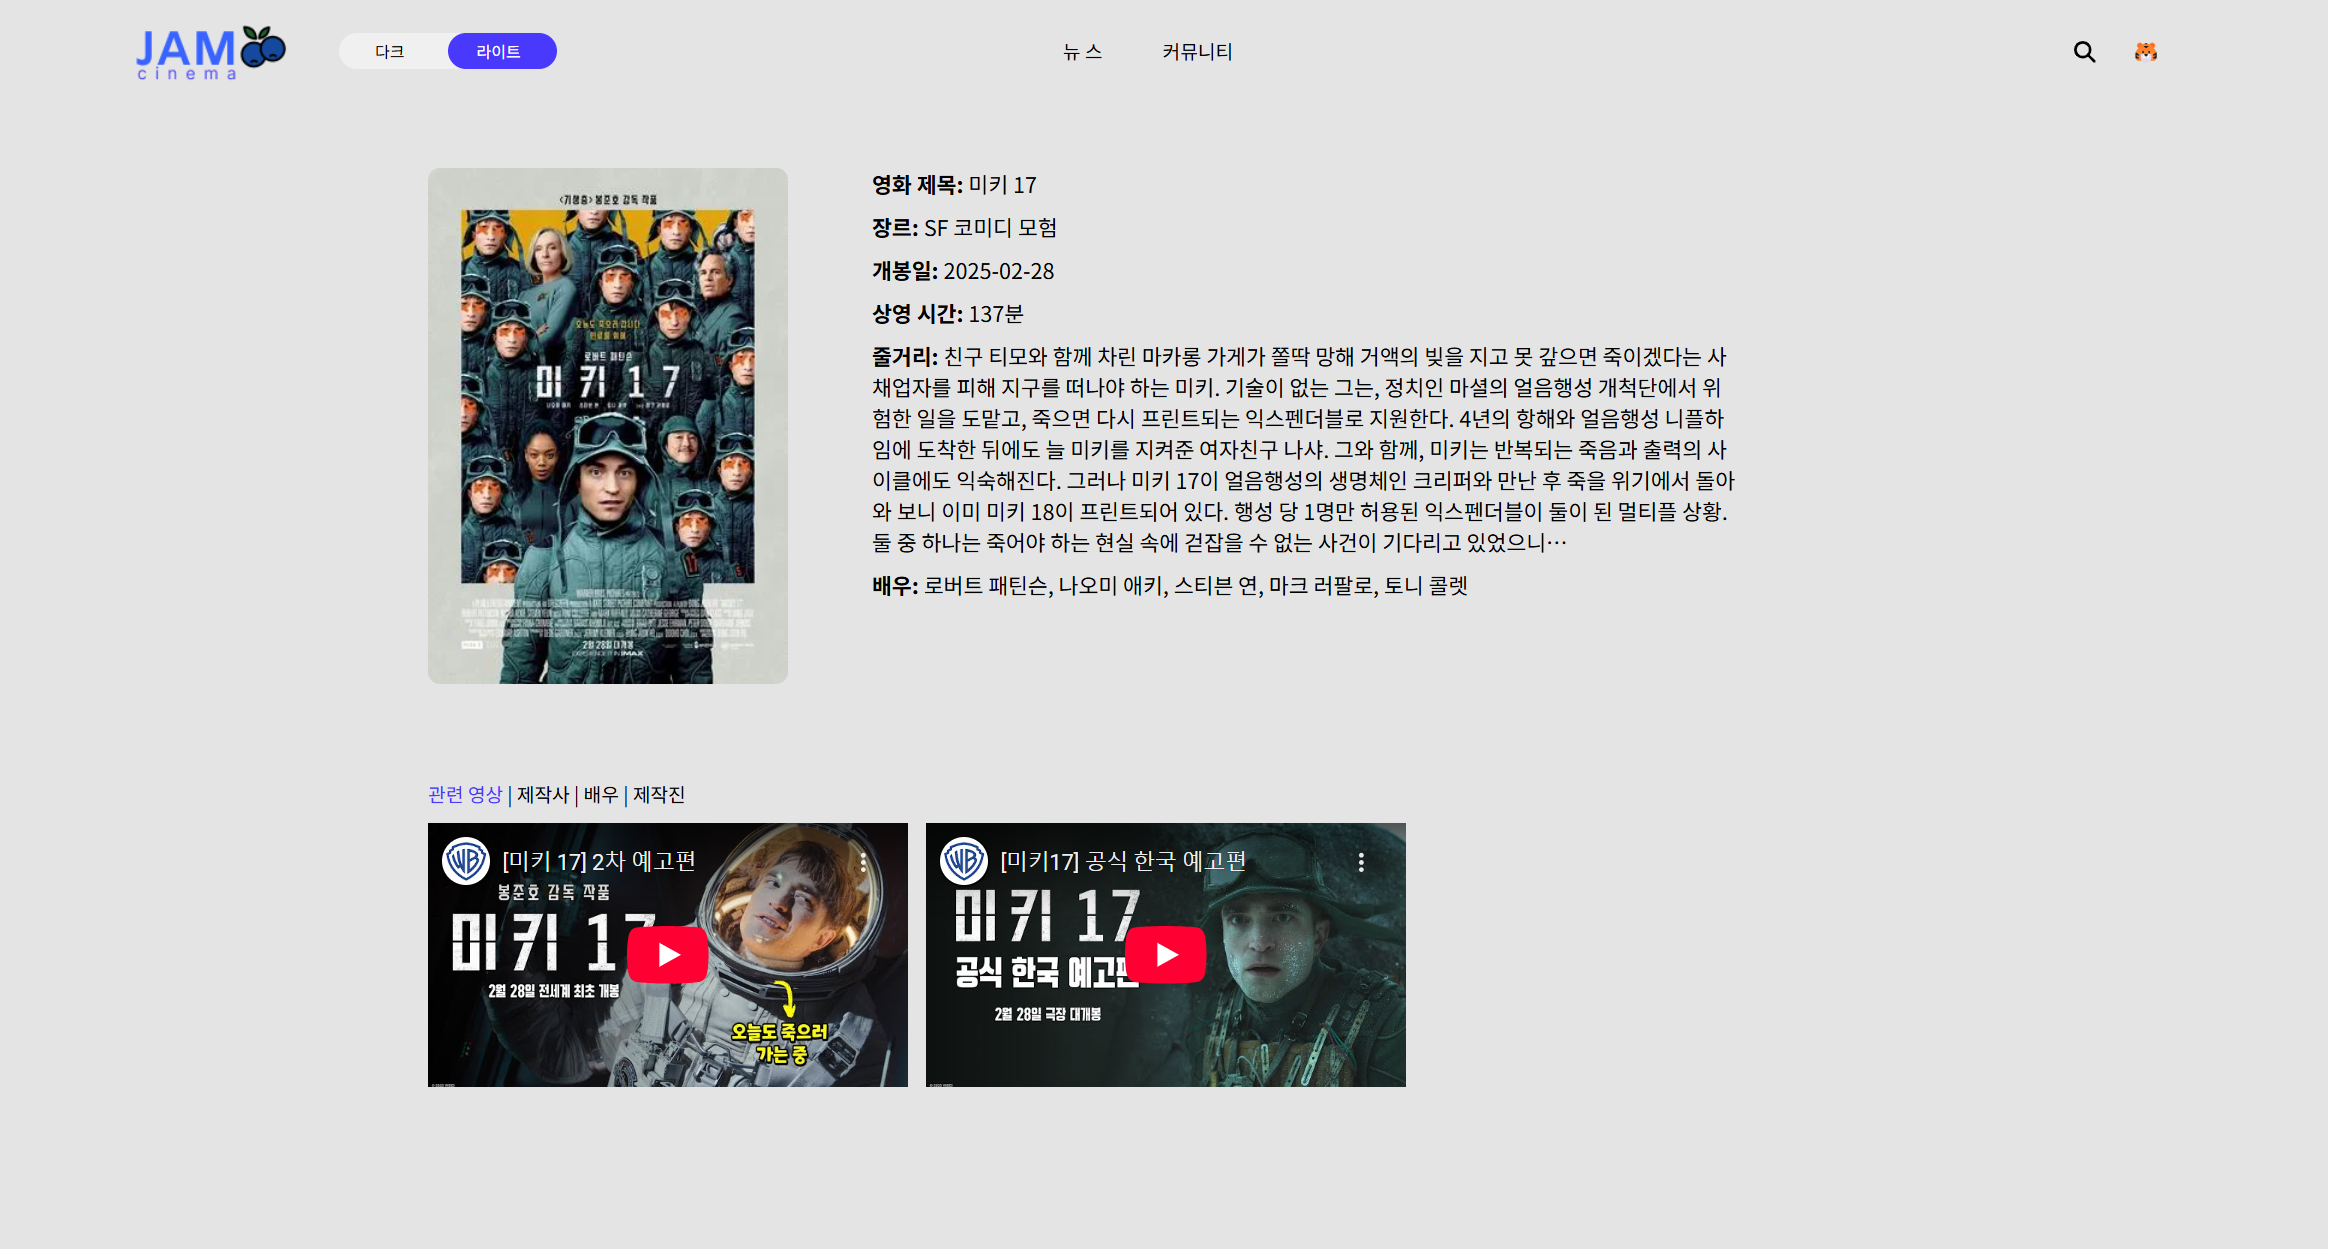 JAM
cinema
다크
라이트
뉴 스
커뮤니티
<기생충> 봉준호 감독 작품
오늘도 죽으러 갑니다
인류를 위해
로버트 패틴슨
미키 17
2월 28일 대개봉
EXPERIENCE IT IN IMAX
영화 제목: 미키 17
장르: SF 코미디 모험
개봉일: 2025-02-28
상영 시간: 137분
줄거리: 친구 티모와 함께 차린 마카롱 가게가 쫄딱 망해 거액의 빚을 지고 못 갚으면 죽이겠다는 사
채업자를 피해 지구를 떠나야 하는 미키. 기술이 없는 그는, 정치인 마셜의 얼음행성 개척단에서 위
험한 일을 도맡고, 죽으면 다시 프린트되는 익스펜더블로 지원한다. 4년의 항해와 얼음행성 니플하
임에 도착한 뒤에도 늘 미키를 지켜준 여자친구 나샤. 그와 함께, 미키는 반복되는 죽음과 출력의 사
이클에도 익숙해진다. 그러나 미키 17이 얼음행성의 생명체인 크리퍼와 만난 후 죽을 위기에서 돌아
와 보니 이미 미키 18이 프린트되어 있다. 행성 당 1명만 허용된 익스펜더블이 둘이 된 멀티플 상황.
둘 중 하나는 죽어야 하는 현실 속에 걷잡을 수 없는 사건이 기다리고 있었으니…
배우: 로버트 패틴슨, 나오미 애키, 스티븐 연, 마크 러팔로, 토니 콜렛
관련 영상 | 제작사 | 배우 | 제작진
[미키 17] 2차 예고편
봉준호 감독 작품
미키 17
2월 28일 전세계 최초 개봉
오늘도 죽으러
가는 중
[미키17] 공식 한국 예고편
미키 17
공식 한국 예고편
2월 28일 극장 대개봉